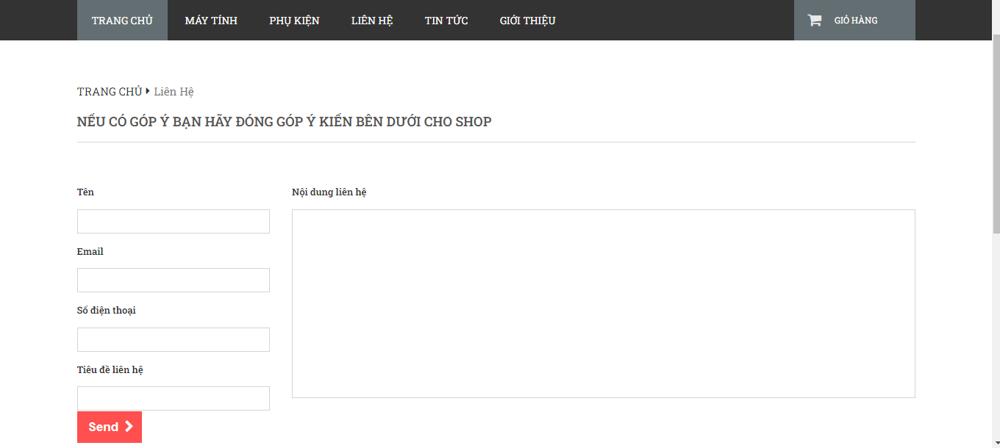 TRANG CHỦ MÁY TÍNH PHỤ KIỆN LIÊN HỆ TIN TỨC GIỚI THIỆU GIỎ HÀNG
TRANG CHỦ Liên Hệ
NẾU CÓ GÓP Ý BẠN HÃY ĐÓNG GÓP Ý KIẾN BÊN DƯỚI CHO SHOP
Tên
Nội dung liên hệ
Email
Số điện thoại
Tiêu đề liên hệ
Send